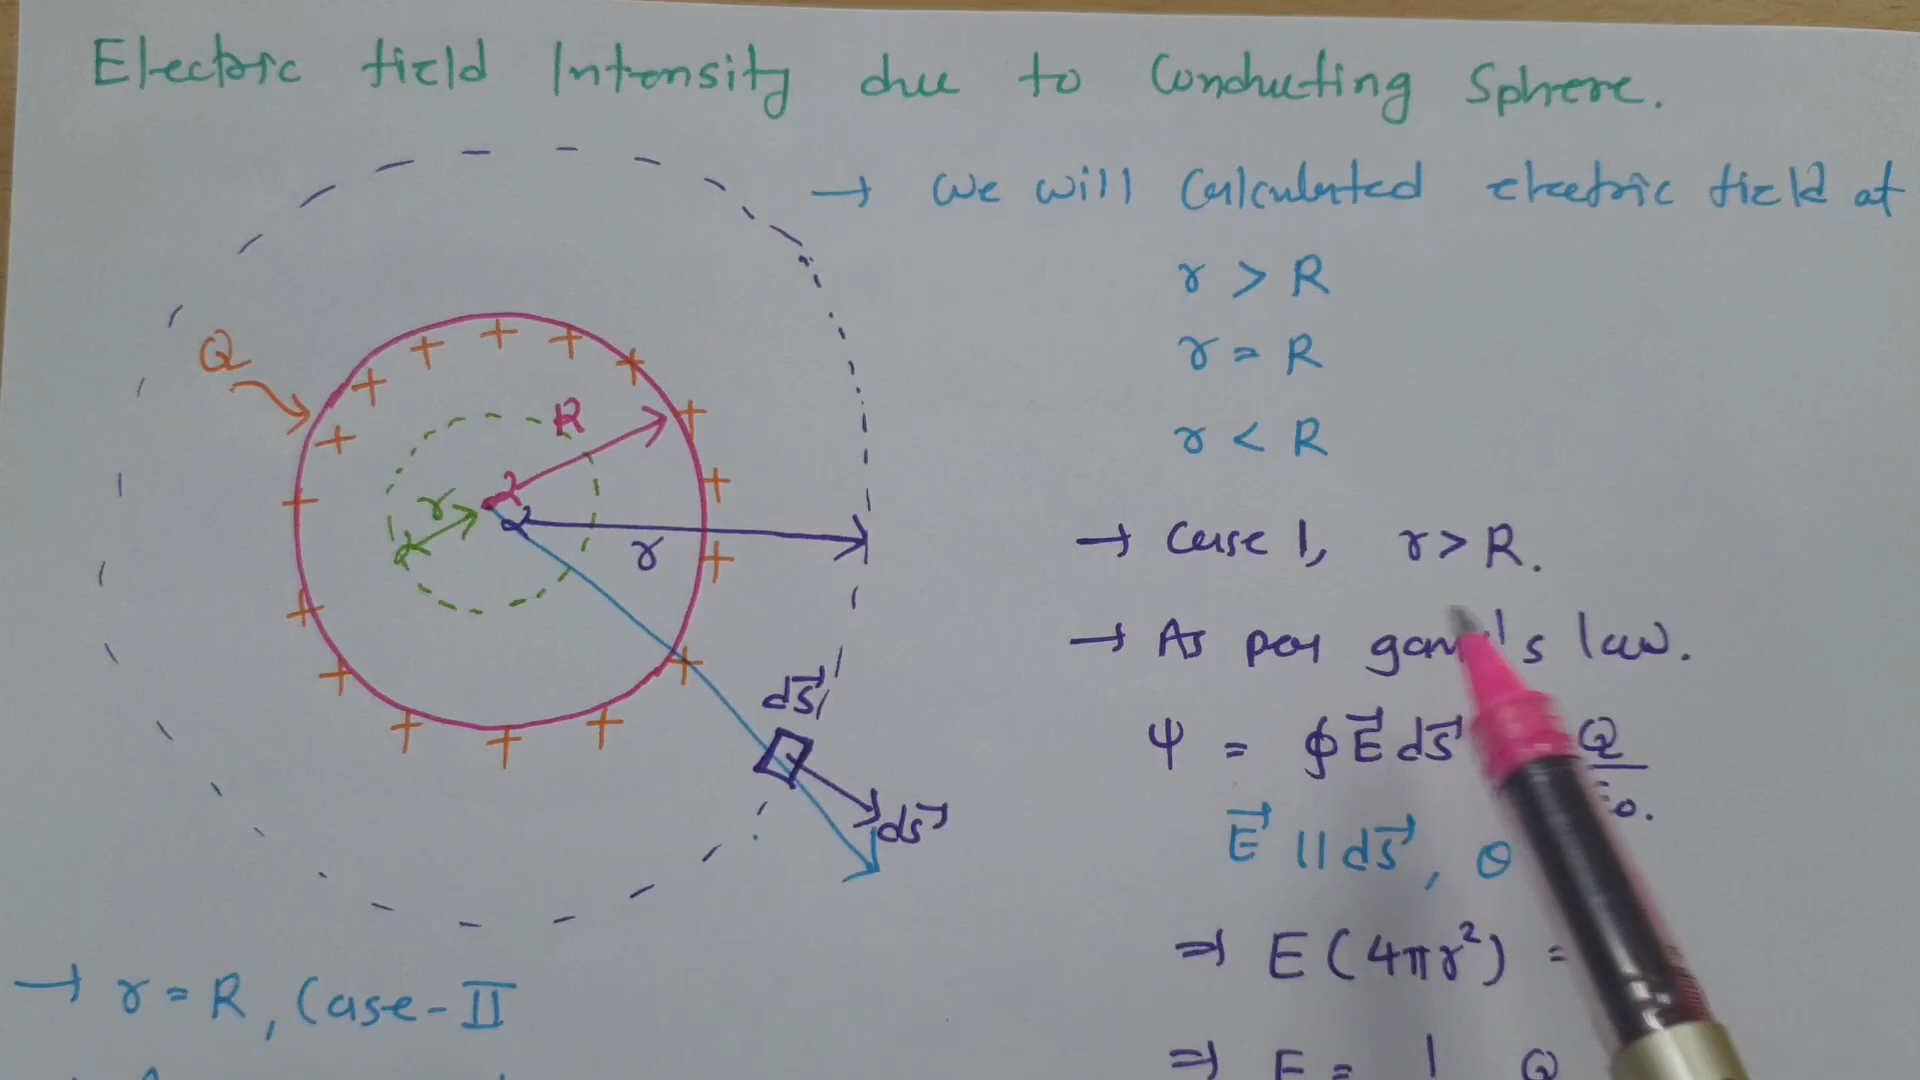 Electric field Intensity due to Conducting Sphere.
→ We will Calculated electric field at
r > R
r = R
r < R
Q
R
r
r
→ Case 1, r > R.
→ As per 's law.
dS⃗
ψ = ∮ E⃗ dS⃗ Q
dS⃗
E⃗ || dS⃗, θ
⇒ E (4πr²) =
→ r = R, Case-II
⇒ E = 1 Q